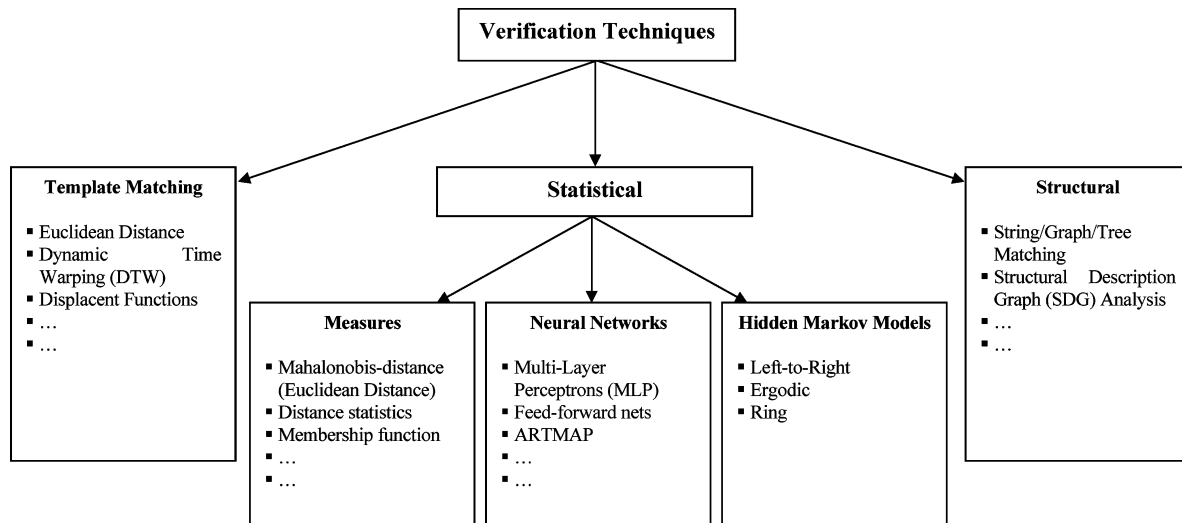 Verification Techniques
Template Matching
▪ Euclidean Distance
▪ Dynamic Time
Warping (DTW)
▪ Displacent Functions
▪ …
▪ …
Statistical
Measures
▪ Mahalonobis-distance
(Euclidean Distance)
▪ Distance statistics
▪ Membership function
▪ …
▪ …
Neural Networks
▪ Multi-Layer
Perceptrons (MLP)
▪ Feed-forward nets
▪ ARTMAP
▪ …
▪ …
Hidden Markov Models
▪ Left-to-Right
▪ Ergodic
▪ Ring
Structural
▪ String/Graph/Tree
Matching
▪ Structural Description
Graph (SDG) Analysis
▪ …
▪ …